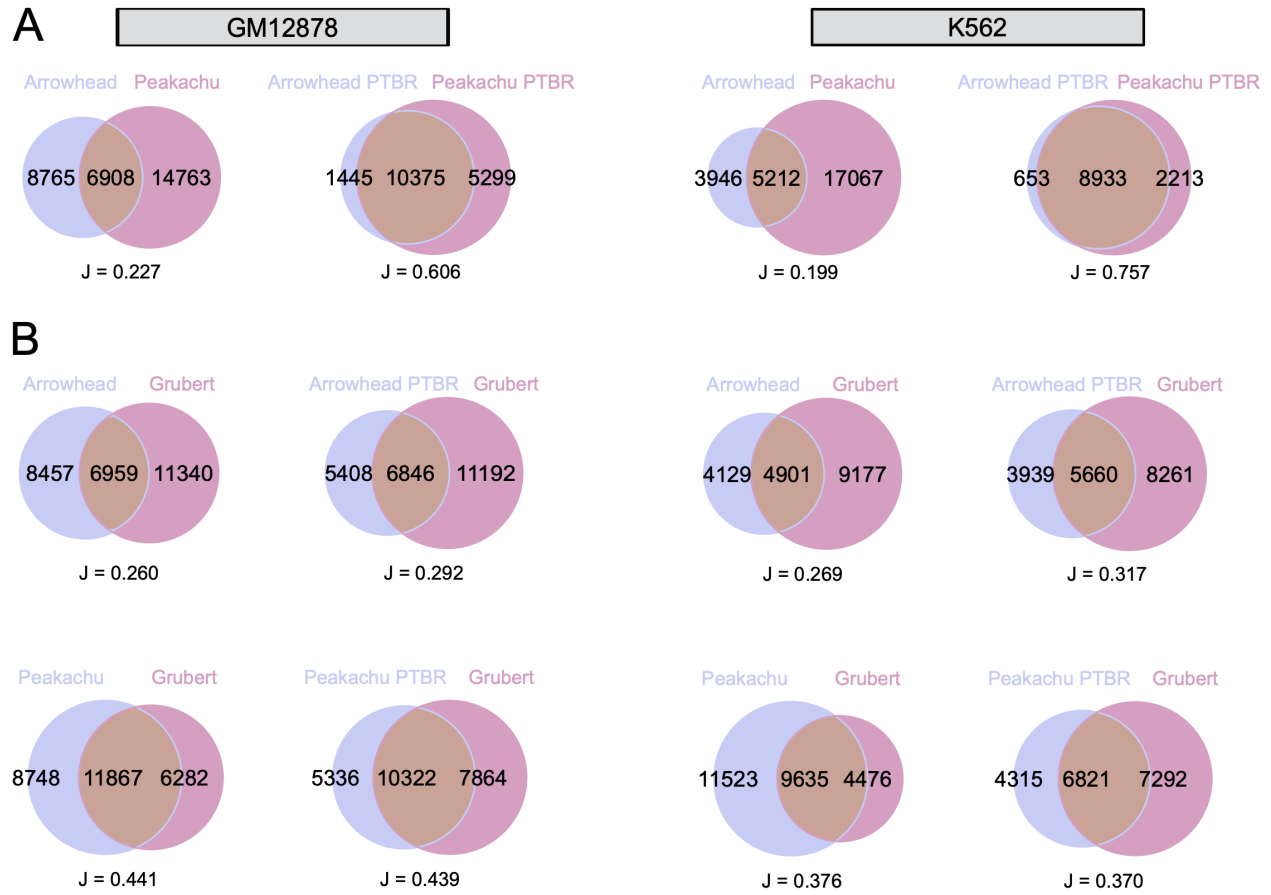 A
GM12878
K562
Arrowhead Peakachu
Arrowhead PTBR Peakachu PTBR
Arrowhead Peakachu
Arrowhead PTBR Peakachu PTBR
8765 6908 14763
1445 10375 5299
3946 5212 17067
653 8933 2213
J = 0.227
J = 0.606
J = 0.199
J = 0.757
B
Arrowhead Grubert
Arrowhead PTBR Grubert
Arrowhead Grubert
Arrowhead PTBR Grubert
8457 6959 11340
5408 6846 11192
4129 4901 9177
3939 5660 8261
J = 0.260
J = 0.292
J = 0.269
J = 0.317
Peakachu Grubert
Peakachu PTBR Grubert
Peakachu Grubert
Peakachu PTBR Grubert
8748 11867 6282
5336 10322 7864
11523 9635 4476
4315 6821 7292
J = 0.441
J = 0.439
J = 0.376
J = 0.370